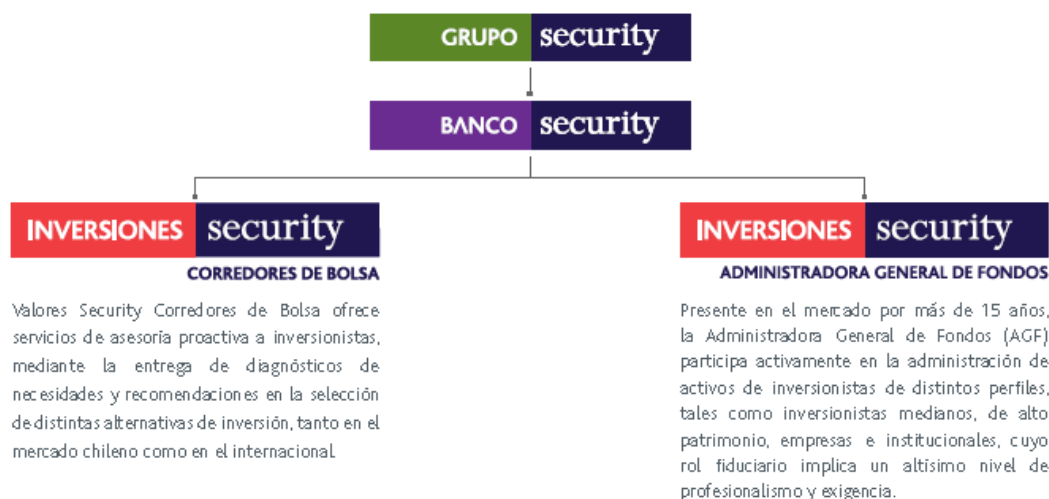 GRUPO security
BANCO security
INVERSIONES security
CORREDORES DE BOLSA
Valores Security Corredores de Bolsa ofrece
servicios de asesoría proactiva a inversionistas,
mediante la entrega de diagnósticos de
necesidades y recomendaciones en la selección
de distintas alternativas de inversión, tanto en el
mercado chileno como en el internacional.
INVERSIONES security
ADMINISTRADORA GENERAL DE FONDOS
Presente en el mercado por más de 15 años,
la Administradora General de Fondos (AGF)
participa activamente en la administración de
activos de inversionistas de distintos perfiles,
tales como inversionistas medianos, de alto
patrimonio, empresas e institucionales, cuyo
rol fiduciario implica un altísimo nivel de
profesionalismo y exigencia.